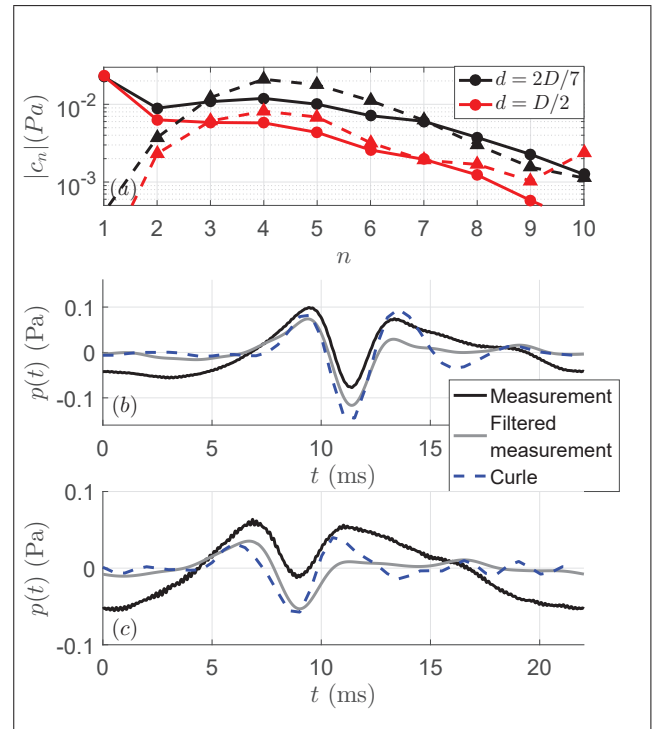 10^{-2}
10^{-3}
|c_n|(Pa)
(a)
d = 2D/7
d = D/2
1 2 3 4 5 6 7 8 9 10
n
0.1
0
-0.1
p(t) (Pa)
(b)
0 5 10 15
t (ms)
Measurement
Filtered
measurement
Curle
0.1
0
-0.1
p(t) (Pa)
(c)
0 5 10 15 20
t (ms)